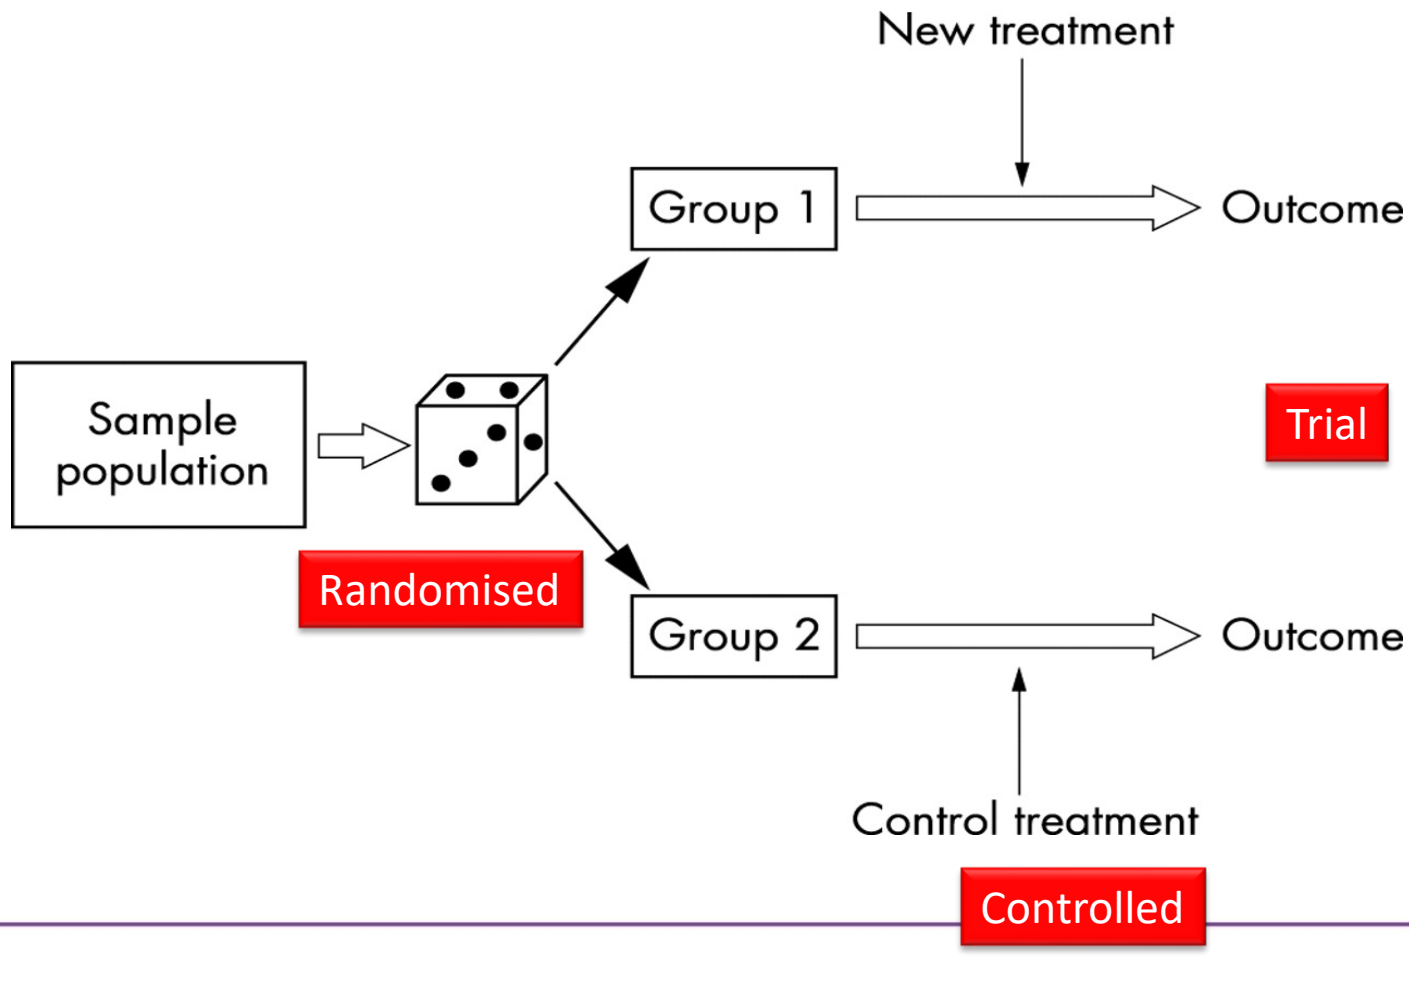 New treatment
Group 1
Outcome
Sample
population
Trial
Randomised
Group 2
Outcome
Control treatment
Controlled